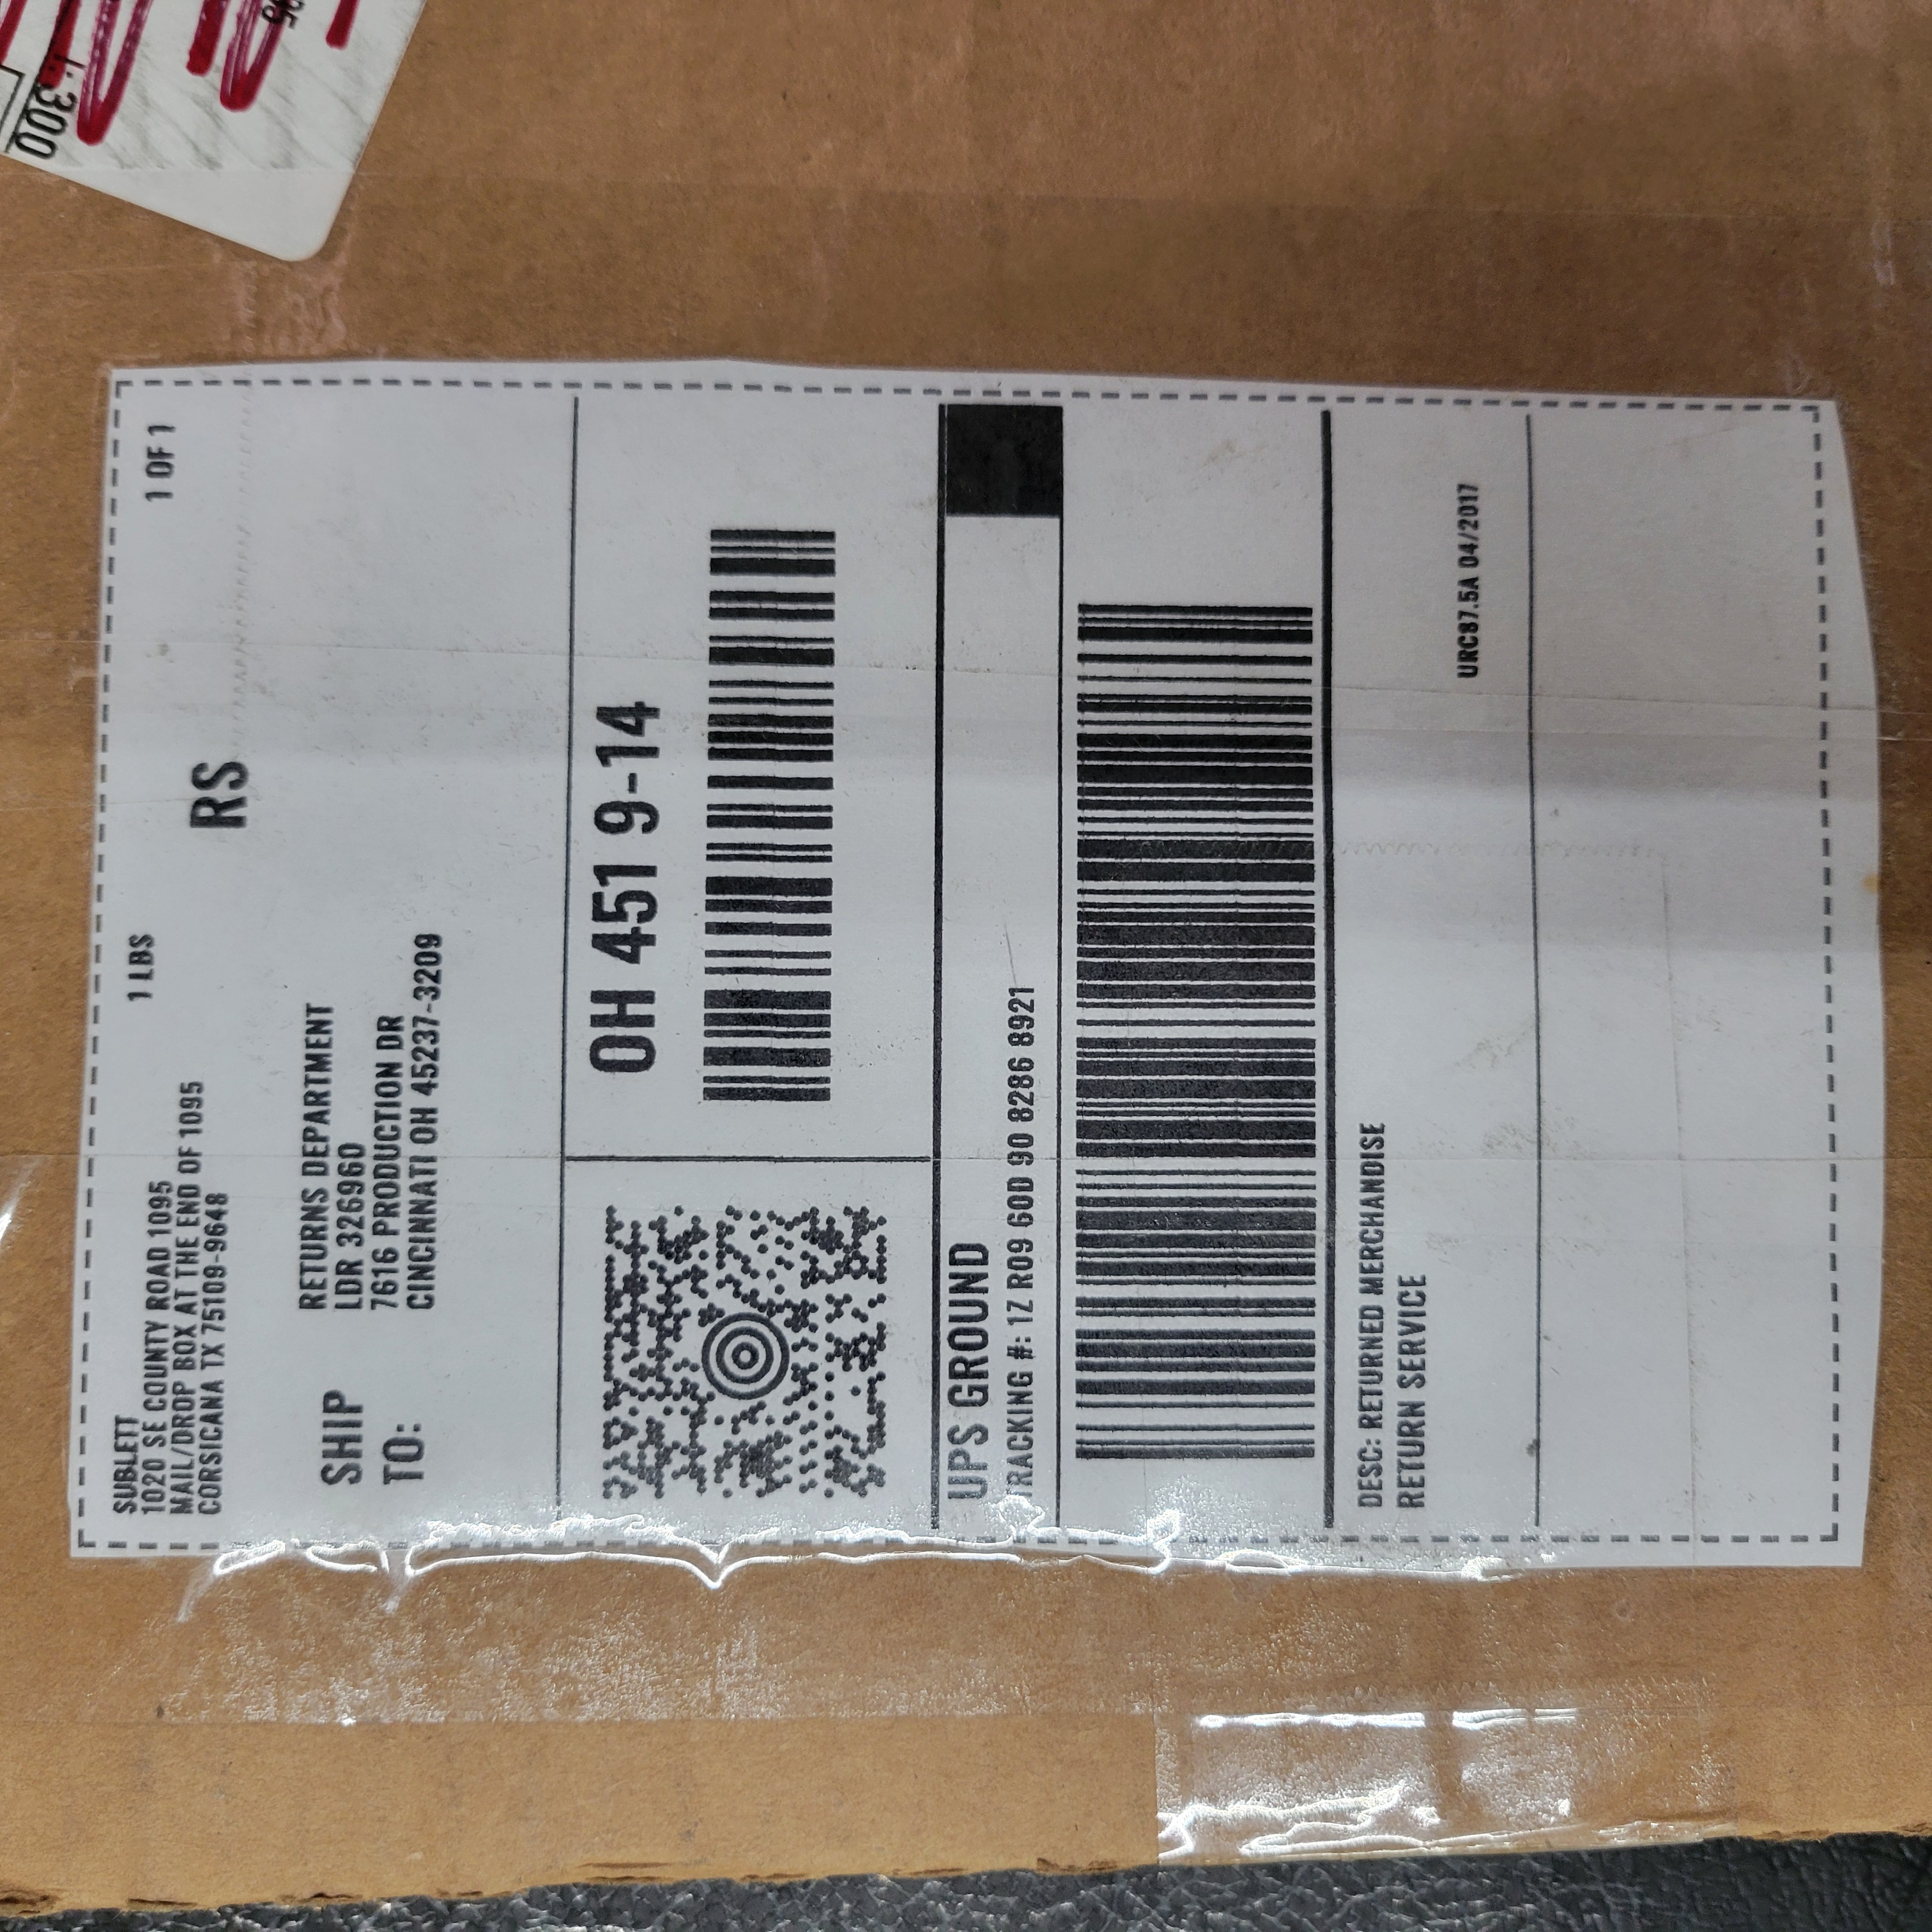 SUBLETT
1020 SE COUNTY ROAD 1095
MAIL/DROP BOX AT THE END OF 1095
CORSICANA TX 75109-9648
1 LBS
1 OF 1
RS
SHIP
TO:
RETURNS DEPARTMENT
LDR 326960
7616 PRODUCTION DR
CINCINNATI OH 45237-3209
OH 451 9-14
UPS GROUND
TRACKING #: 1Z R09 60D 90 8286 8921
DESC: RETURNED MERCHANDISE
RETURN SERVICE
URC87.5A 04/2017